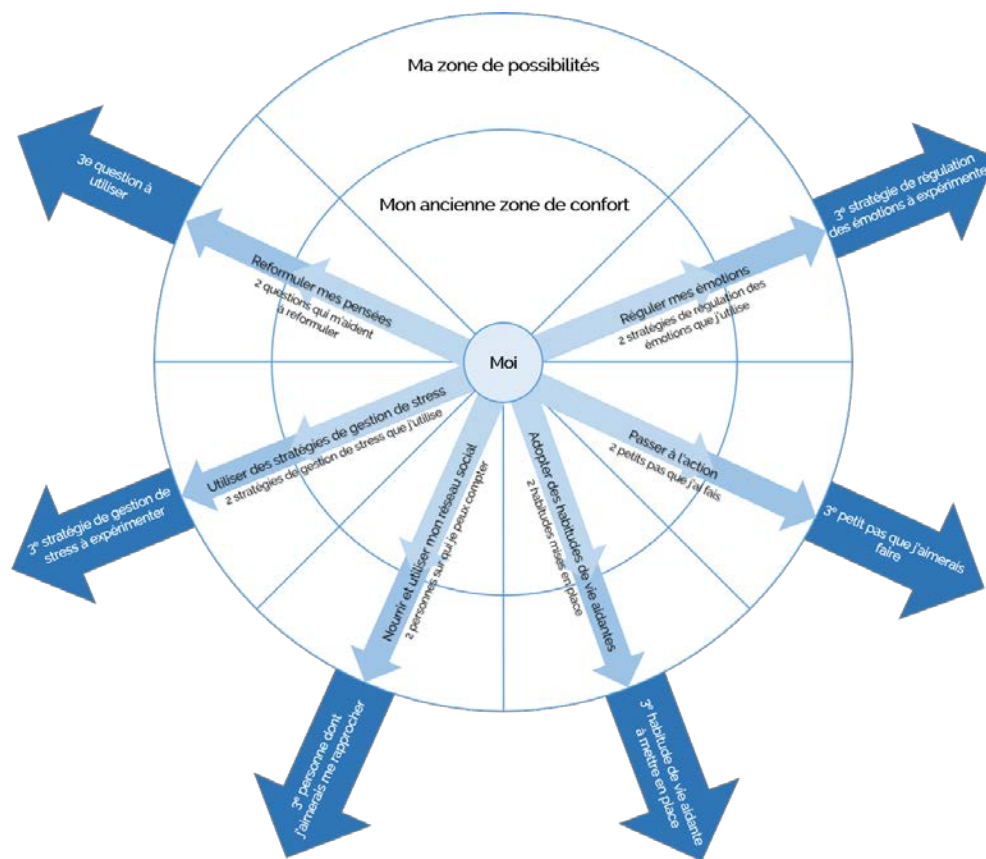 Ma zone de possibilités
Mon ancienne zone de confort
Moi
3e question à
utiliser
Reformuler mes pensées
2 questions qui m'aident
à reformuler
3e stratégie de régulation
des émotions à expérimenter
Réguler mes émotions
2 stratégies de régulation des
émotions que j'utilise
Utiliser des stratégies de gestion de stress
2 stratégies de gestion de stress que j'utilise
3e stratégie de gestion de
stress à expérimenter
Passer à l'action
2 petits pas que j'ai fais
3e petit pas que j'aimerais
faire
Nourrir et utiliser mon réseau social
2 personnes sur qui je peux compter
3e personne dont
j'aimerais me rapprocher
Adopter des habitudes de vie aidantes
2 habitudes mises en place
3e habitude de vie aidante
à mettre en place